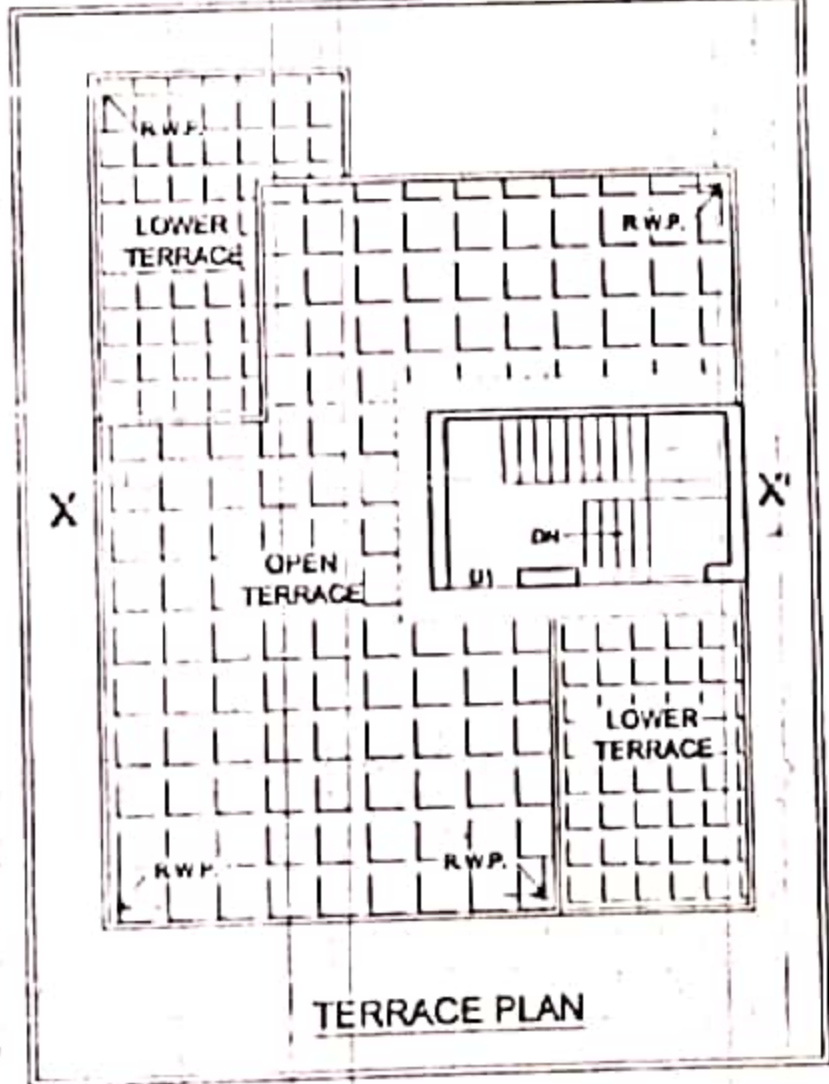 R.W.P.
LOWER
TERRACE
R.W.P.
X'
X"
DN
OPEN
TERRACE
LOWER
TERRACE
R.W.P.
R.W.P.
TERRACE PLAN